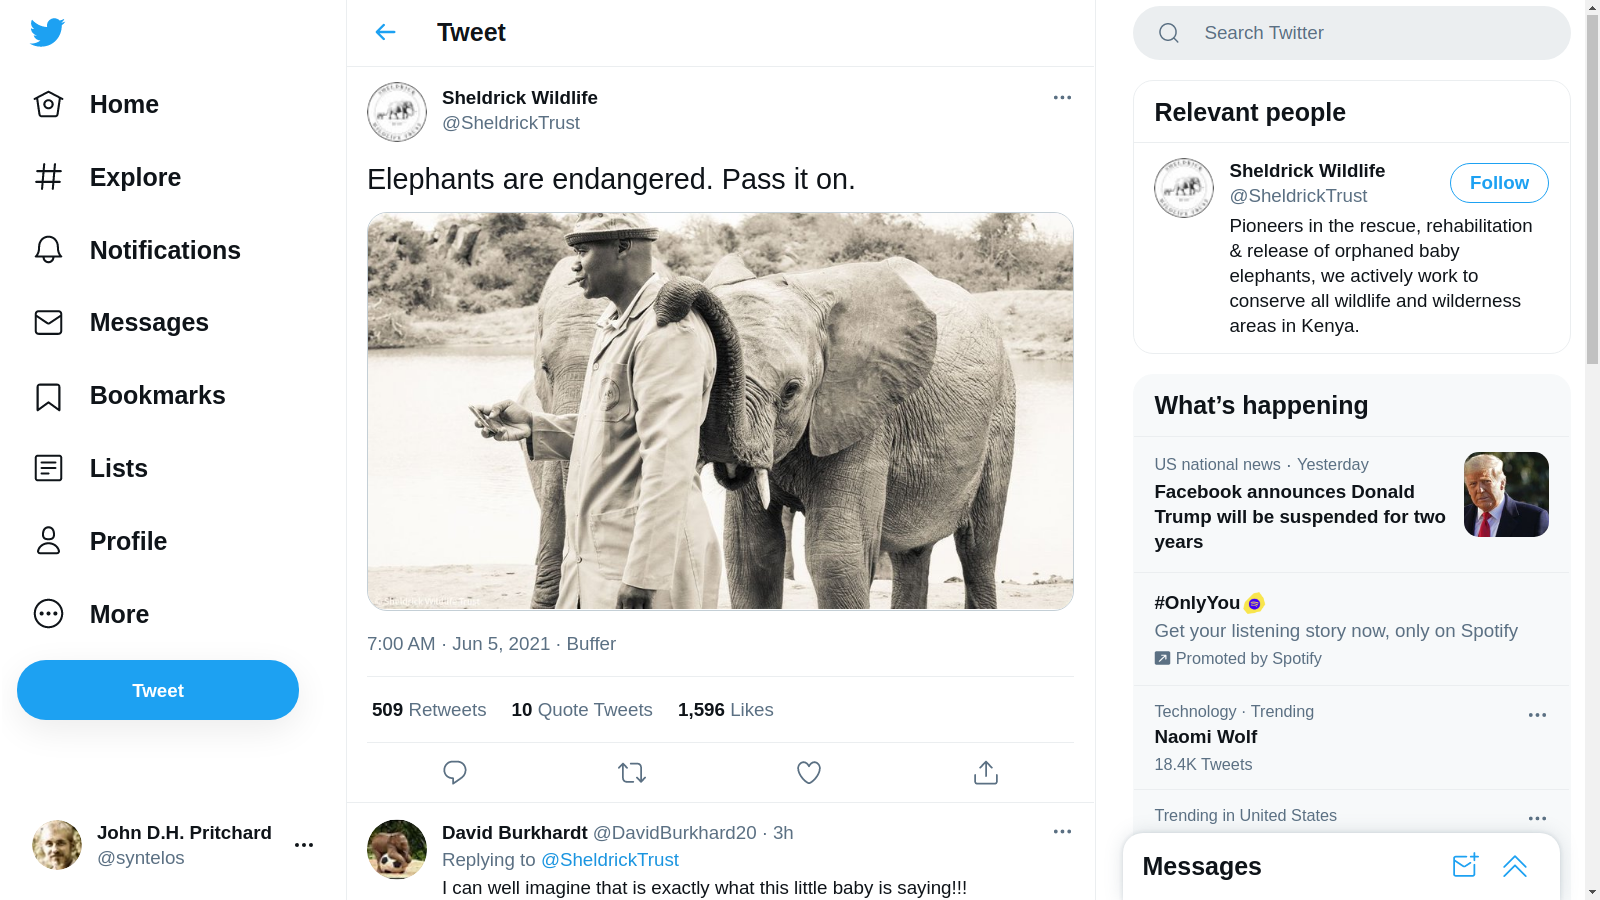 Home
Explore
Notifications
Messages
Bookmarks
Lists
Profile
More
Tweet
John D.H. Pritchard
@syntelos
Tweet
Sheldrick Wildlife
@SheldrickTrust
Elephants are endangered. Pass it on.
7:00 AM · Jun 5, 2021 · Buffer
509 Retweets 10 Quote Tweets 1,596 Likes
David Burkhardt @DavidBurkhard20 · 3h
Replying to @SheldrickTrust
I can well imagine that is exactly what this little baby is saying!!!
Search Twitter
Relevant people
Sheldrick Wildlife
@SheldrickTrust
Follow
Pioneers in the rescue, rehabilitation
& release of orphaned baby
elephants, we actively work to
conserve all wildlife and wilderness
areas in Kenya.
What’s happening
US national news · Yesterday
Facebook announces Donald
Trump will be suspended for two
years
#OnlyYou
Get your listening story now, only on Spotify
Promoted by Spotify
Technology · Trending
Naomi Wolf
18.4K Tweets
Trending in United States
Messages